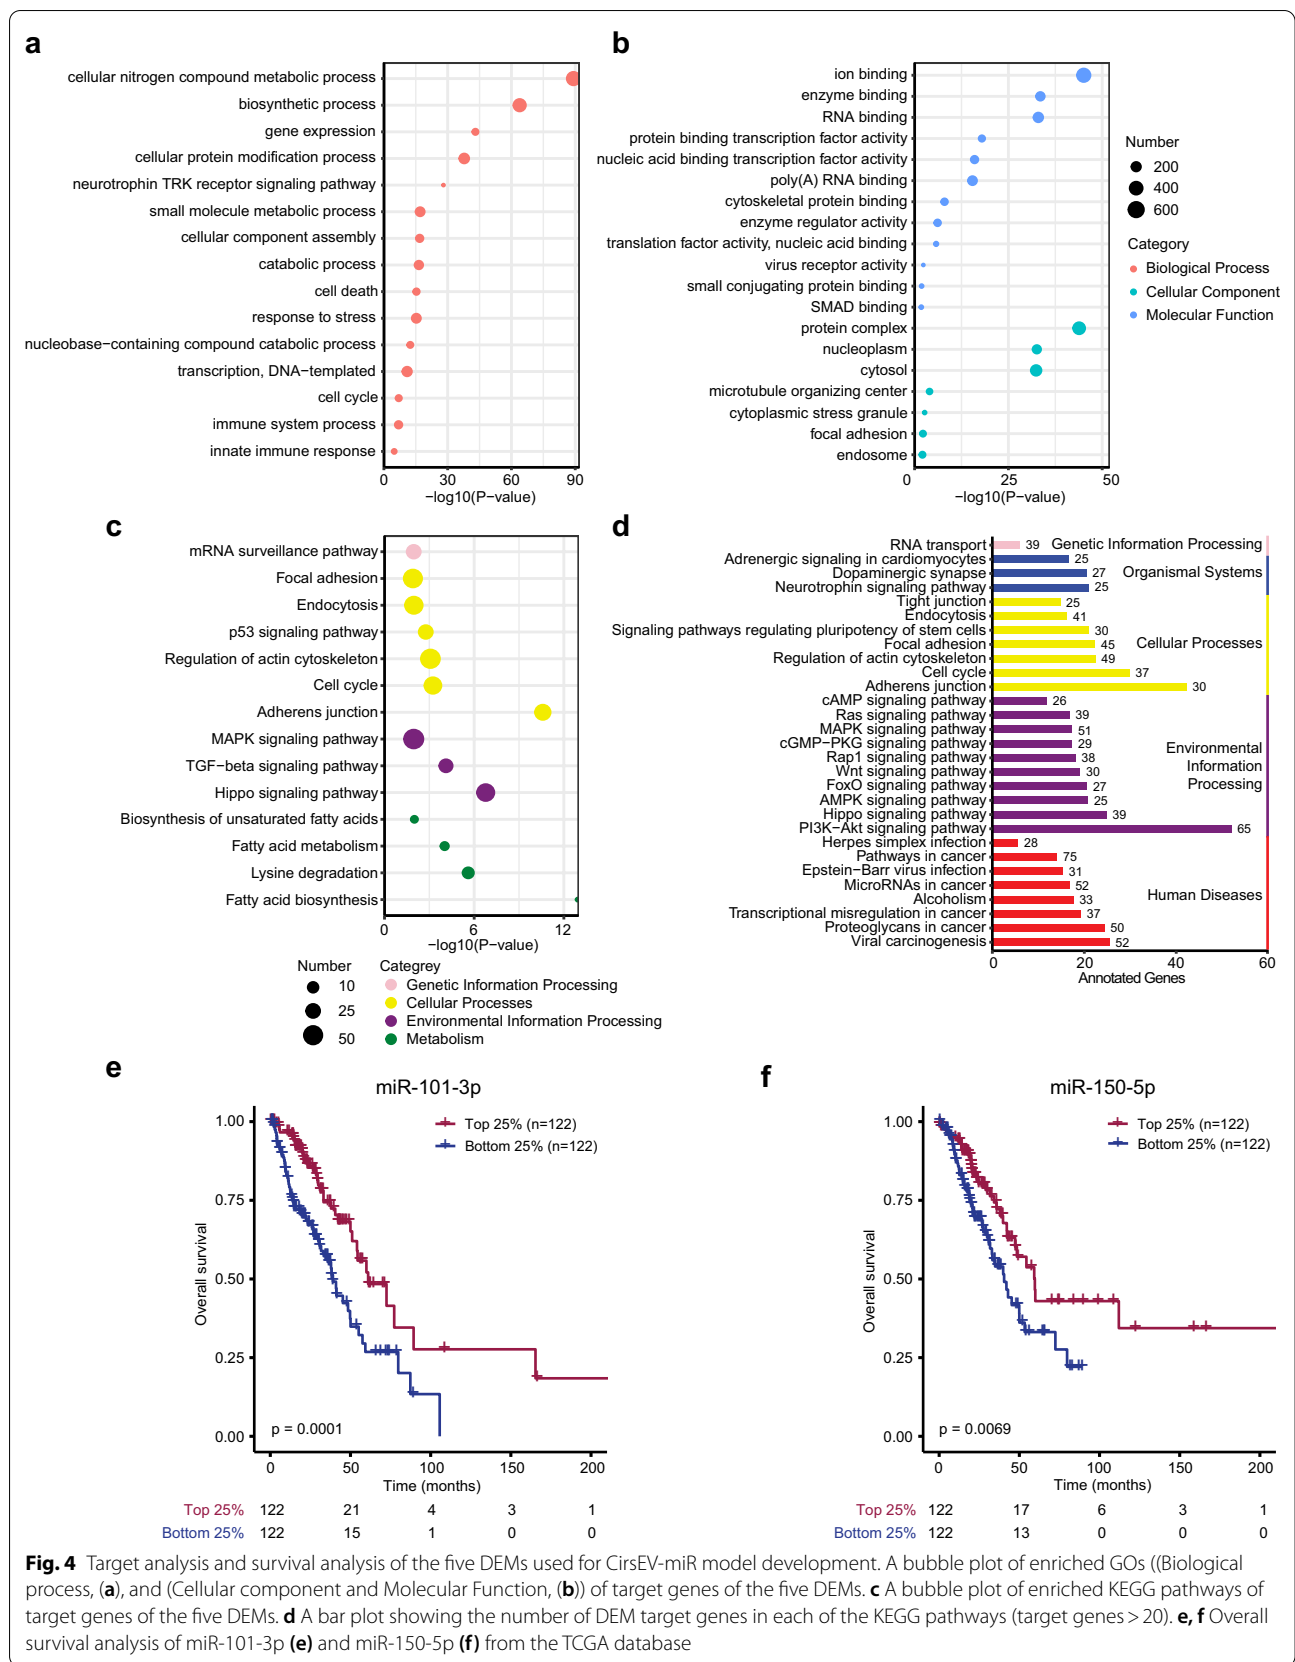 a
cellular nitrogen compound metabolic process
biosynthetic process
gene expression
cellular protein modification process
neurotrophin TRK receptor signaling pathway
small molecule metabolic process
cellular component assembly
catabolic process
cell death
response to stress
nucleobase−containing compound catabolic process
transcription, DNA−templated
cell cycle
immune system process
innate immune response
0 30 60 90
−log10(P−value)
b
ion binding
enzyme binding
RNA binding
protein binding transcription factor activity
nucleic acid binding transcription factor activity
poly(A) RNA binding
cytoskeletal protein binding
enzyme regulator activity
translation factor activity, nucleic acid binding
virus receptor activity
small conjugating protein binding
SMAD binding
protein complex
nucleoplasm
cytosol
microtubule organizing center
cytoplasmic stress granule
focal adhesion
endosome
0 25 50
−log10(P−value)
Number
200
400
600
Category
Biological Process
Cellular Component
Molecular Function
c
mRNA surveillance pathway
Focal adhesion
Endocytosis
p53 signaling pathway
Regulation of actin cytoskeleton
Cell cycle
Adherens junction
MAPK signaling pathway
TGF−beta signaling pathway
Hippo signaling pathway
Biosynthesis of unsaturated fatty acids
Fatty acid metabolism
Lysine degradation
Fatty acid biosynthesis
0 6 12
−log10(P−value)
Number
10
25
50
Categrey
Genetic Information Processing
Cellular Processes
Environmental Information Processing
Metabolism
d
RNA transport 39 Genetic Information Processing
Adrenergic signaling in cardiomyocytes 25
Dopaminergic synapse 27 Organismal Systems
Neurotrophin signaling pathway 25
Tight junction 25
Endocytosis 41
Signaling pathways regulating pluripotency of stem cells 30
Focal adhesion 45 Cellular Processes
Regulation of actin cytoskeleton 49
Cell cycle 37
Adherens junction 30
cAMP signaling pathway 26
Ras signaling pathway 39
MAPK signaling pathway 51
cGMP−PKG signaling pathway 29 Environmental
Rap1 signaling pathway 38 Information
Wnt signaling pathway 30 Processing
FoxO signaling pathway 27
AMPK signaling pathway 25
Hippo signaling pathway 39
PI3K−Akt signaling pathway 65
Herpes simplex infection 28
Pathways in cancer 75
Epstein−Barr virus infection 31
MicroRNAs in cancer 52
Alcoholism 33 Human Diseases
Transcriptional misregulation in cancer 37
Proteoglycans in cancer 50
Viral carcinogenesis 52
0 20 40 60
Annotated Genes
e
miR-101-3p
Top 25% (n=122)
Bottom 25% (n=122)
Overall survival
1.00
0.75
0.50
0.25
0.00
p = 0.0001
0 50 100 150 200
Time (months)
Top 25% 122 21 4 3 1
Bottom 25% 122 15 1 0 0
f
miR-150-5p
Top 25% (n=122)
Bottom 25% (n=122)
Overall survival
1.00
0.75
0.50
0.25
0.00
p = 0.0069
0 50 100 150 200
Time (months)
Top 25% 122 17 6 3 1
Bottom 25% 122 13 0 0 0
Fig. 4 Target analysis and survival analysis of the five DEMs used for CirsEV-miR model development. A bubble plot of enriched GOs ((Biological
process, (a), and (Cellular component and Molecular Function, (b)) of target genes of the five DEMs. c A bubble plot of enriched KEGG pathways of
target genes of the five DEMs. d A bar plot showing the number of DEM target genes in each of the KEGG pathways (target genes > 20). e, f Overall
survival analysis of miR-101-3p (e) and miR-150-5p (f) from the TCGA database